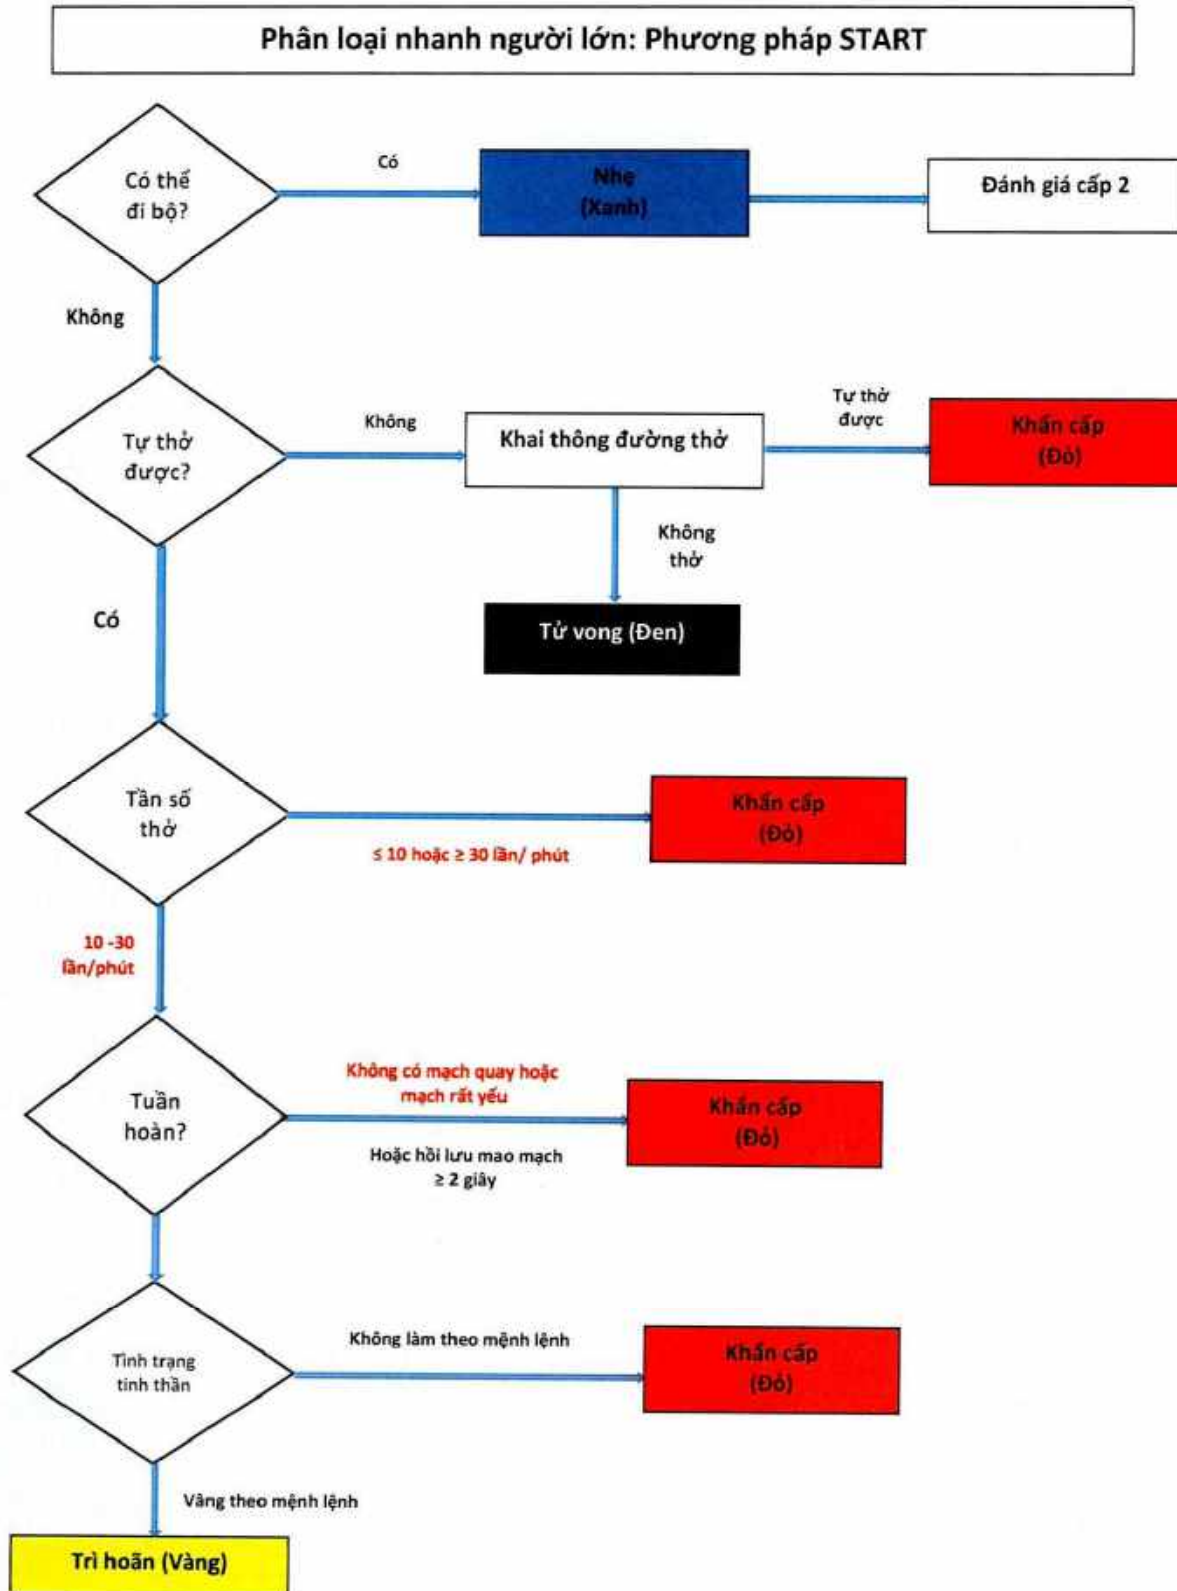 Phân loại nhanh người lớn: Phương pháp START
Có thể
đi bộ?
Có
Nhẹ
(Xanh)
Đánh giá cấp 2
Không
Tự thở
được?
Không
Khai thông đường thở
Tự thở
được
Khẩn cấp
(Đỏ)
Không
thở
Tử vong (Đen)
Có
Tần số
thở
≤ 10 hoặc ≥ 30 lần/ phút
Khẩn cấp
(Đỏ)
10 -30
lần/phút
Tuần
hoàn?
Không có mạch quay hoặc
mạch rất yếu
Hoặc hồi lưu mao mạch
≥ 2 giây
Khẩn cấp
(Đỏ)
Tình trạng
tinh thần
Không làm theo mệnh lệnh
Khẩn cấp
(Đỏ)
Vâng theo mệnh lệnh
Trì hoãn (Vàng)